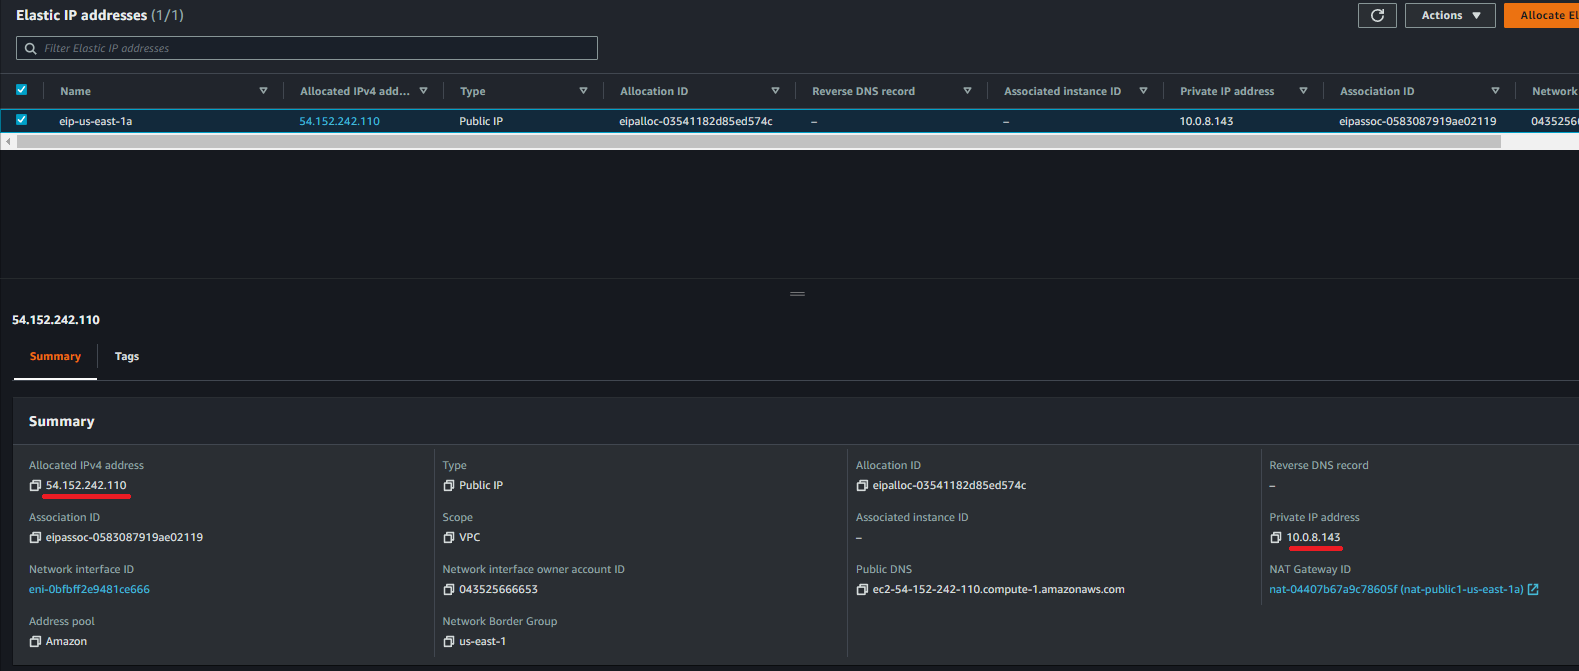 Elastic IP addresses (1/1)
Actions
Allocate El
Filter Elastic IP addresses
Name Allocated IPv4 add... Type Allocation ID Reverse DNS record Associated instance ID Private IP address Association ID Network
eip-us-east-1a 54.152.242.110 Public IP eipalloc-03541182d85ed574c – – 10.0.8.143 eipassoc-0583087919ae02119 04352566
54.152.242.110
Summary Tags
Summary
Allocated IPv4 address
54.152.242.110
Association ID
eipassoc-0583087919ae02119
Network interface ID
eni-0bfbff2e9481ce666
Address pool
Amazon
Type
Public IP
Scope
VPC
Network interface owner account ID
043525666653
Network Border Group
us-east-1
Allocation ID
eipalloc-03541182d85ed574c
Associated instance ID
–
Public DNS
ec2-54-152-242-110.compute-1.amazonaws.com
Reverse DNS record
–
Private IP address
10.0.8.143
NAT Gateway ID
nat-04407b67a9c78605f (nat-public1-us-east-1a)